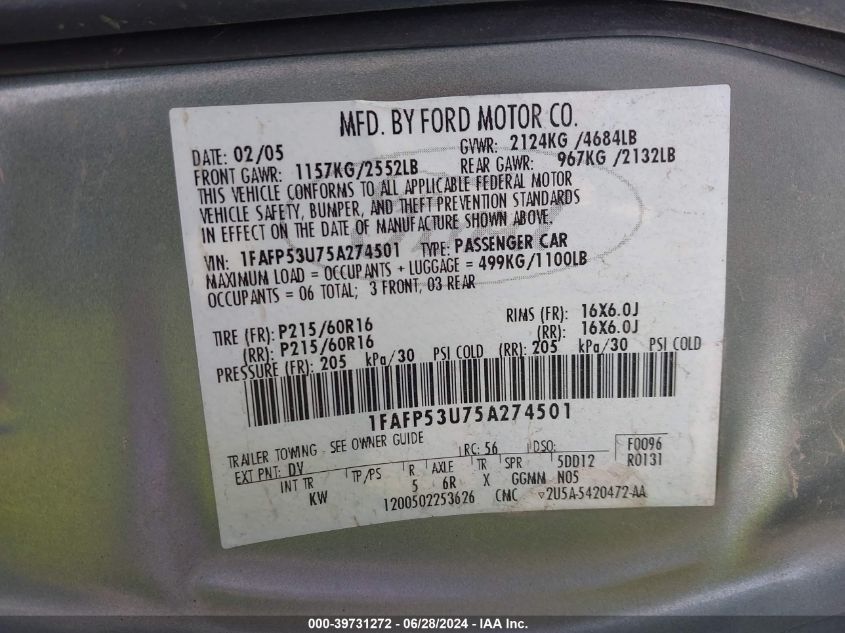 MFD. BY FORD MOTOR CO.
DATE: 02/05 GVWR: 2124KG /4684LB
FRONT GAWR: 1157KG/2552LB REAR GAWR: 967KG /2132LB
THIS VEHICLE CONFORMS TO ALL APPLICABLE FEDERAL MOTOR
VEHICLE SAFETY, BUMPER, AND THEFT PREVENTION STANDARDS
IN EFFECT ON THE DATE OF MANUFACTURE SHOWN ABOVE.
VIN: 1FAFP53U75A274501 TYPE: PASSENGER CAR
MAXIMUM LOAD = OCCUPANTS + LUGGAGE = 499KG/1100LB
OCCUPANTS = 06 TOTAL; 3 FRONT, 03 REAR
TIRE (FR): P215/60R16 RIMS (FR): 16X6.0J
(RR): P215/60R16 (RR): 16X6.0J
PRESSURE (FR): 205 kPa/30 PSI COLD (RR): 205 kPa/30 PSI COLD
1FAFP53U75A274501
TRAILER TOWING - SEE OWNER GUIDE RC: 56 DSO: F0096
EXT PNT: DV R0131
INT TR TP/PS R AXLE TR SPR 5DD12
KW 5 6R X GGMM N05
1200502253626 CMC ▽2U5A-5420472-AA
000-39731272 - 06/28/2024 - IAA Inc.